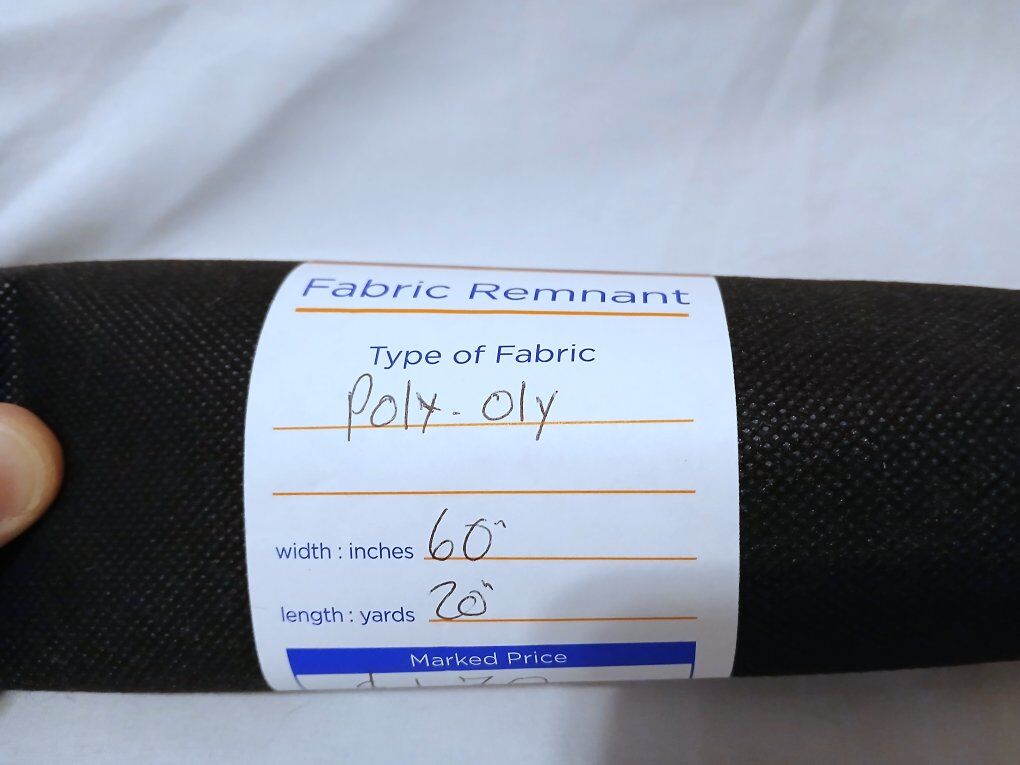 Fabric Remnant
Type of Fabric
Poly-Oly
width : inches 60"
length : yards 20"
Marked Price